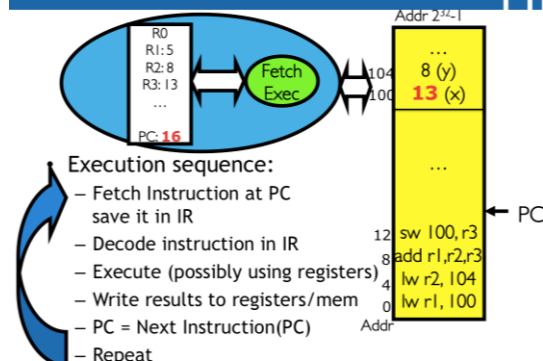 Addr 2³²-1
R0
R1: 5
R2: 8
R3: 13
...
PC: 16
Fetch
Exec
...
104 8 (y)
100 13 (x)
...
PC
12 sw 100, r3
8 add r1,r2,r3
4 lw r2, 104
0 lw r1, 100
Addr
• Execution sequence:
– Fetch Instruction at PC
save it in IR
– Decode instruction in IR
– Execute (possibly using registers)
– Write results to registers/mem
– PC = Next Instruction(PC)
– Repeat